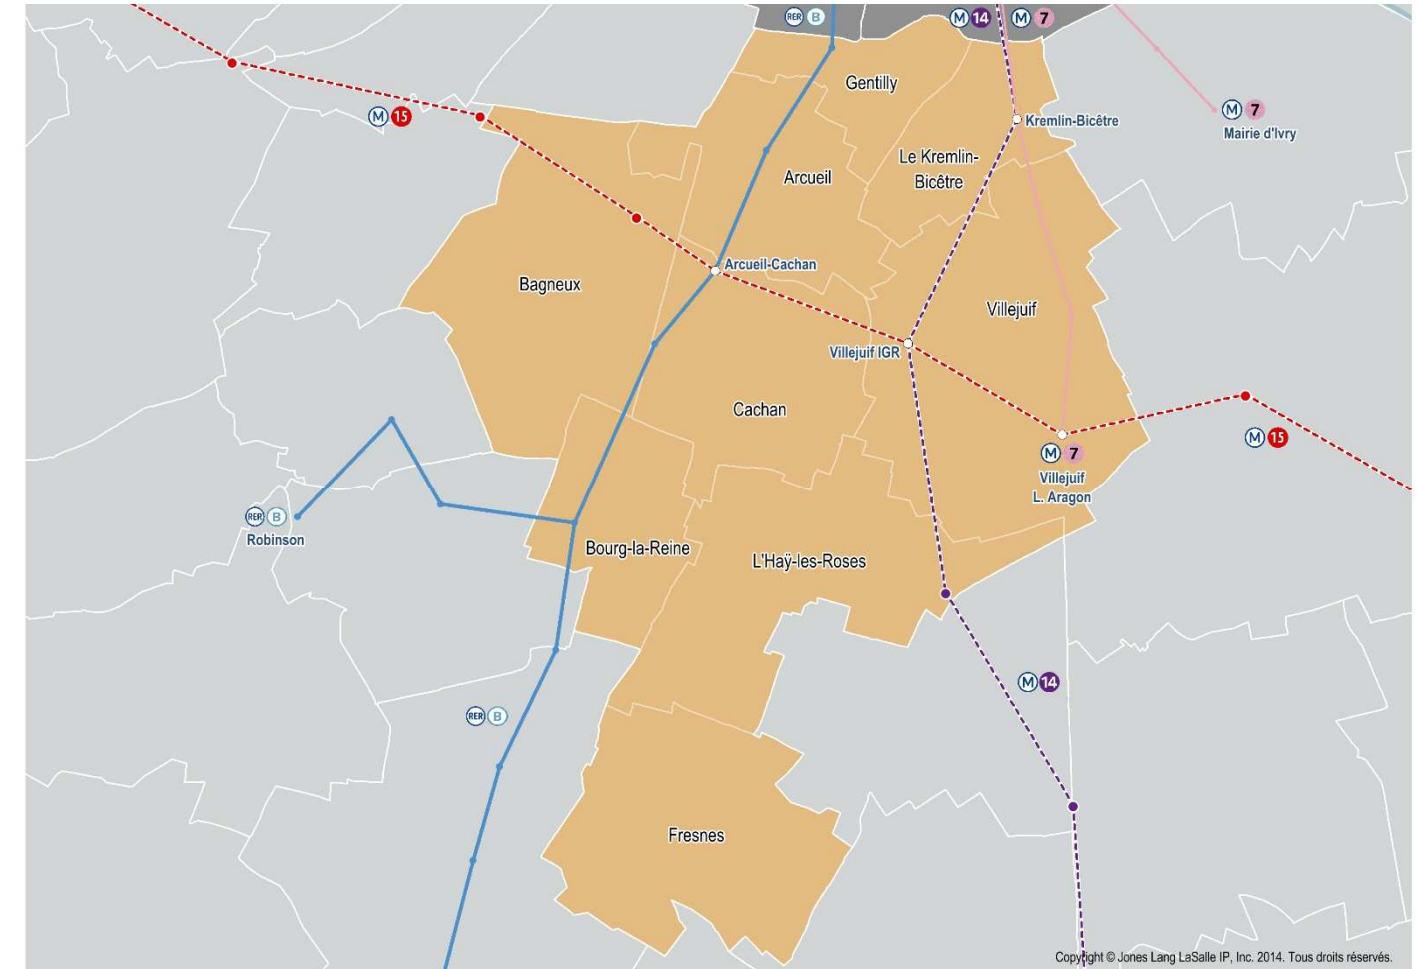 RER B
M 14
M 7
Gentilly
M 15
M 7
Mairie d'Ivry
Kremlin-Bicêtre
Le Kremlin-
Bicêtre
Arcueil
Arcueil-Cachan
Bagneux
Villejuif
Villejuif IGR
Cachan
M 15
M 7
Villejuif
L. Aragon
RER B
Robinson
Bourg-la-Reine
L'Haÿ-les-Roses
M 14
RER B
Fresnes
Copyright © Jones Lang LaSalle IP, Inc. 2014. Tous droits réservés.